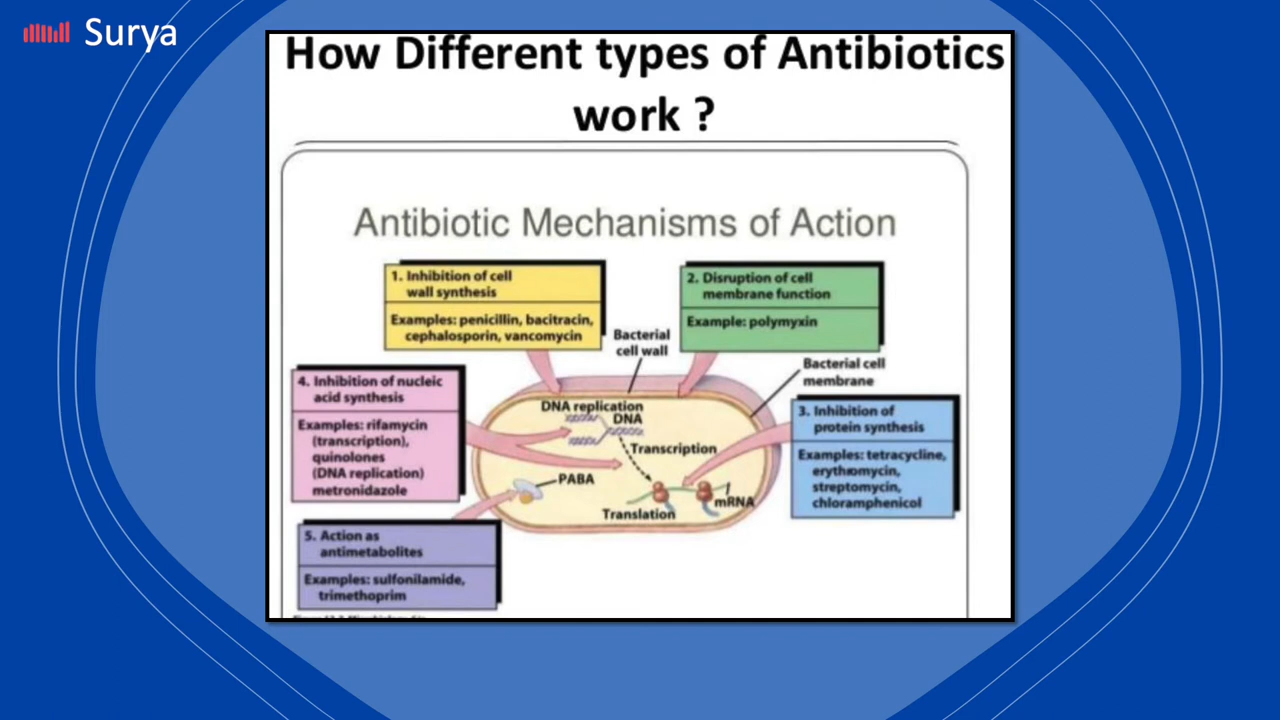 Surya
How Different types of Antibiotics
work ?
Antibiotic Mechanisms of Action
1. Inhibition of cell
wall synthesis
Examples: penicillin, bacitracin,
cephalosporin, vancomycin
2. Disruption of cell
membrane function
Example: polymyxin
Bacterial
cell wall
Bacterial cell
membrane
4. Inhibition of nucleic
acid synthesis
Examples: rifamycin
(transcription),
quinolones
(DNA replication)
metronidazole
DNA replication
DNA
Transcription
PABA
mRNA
Translation
3. Inhibition of
protein synthesis
Examples: tetracycline,
erythromycin,
streptomycin,
chloramphenicol
5. Action as
antimetabolites
Examples: sulfonilamide,
trimethoprim